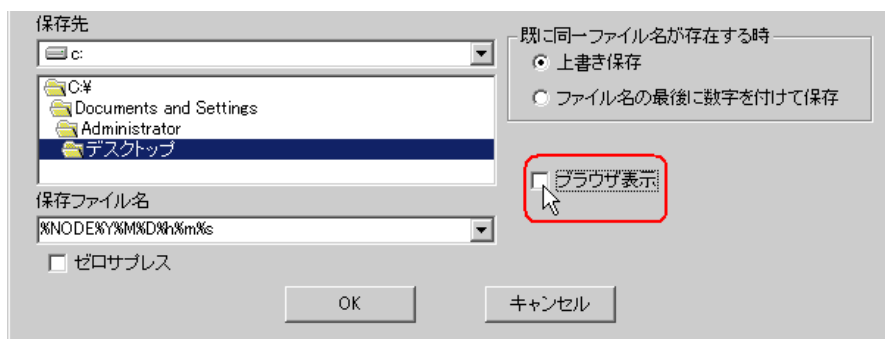 保存先
c:
C:¥
Documents and Settings
Administrator
デスクトップ
保存ファイル名
%NODE%Y%M%D%h%m%s
ゼロサプレス
既に同一ファイル名が存在する時
上書き保存
ファイル名の最後に数字を付けて保存
ブラウザ表示
OK
キャンセル